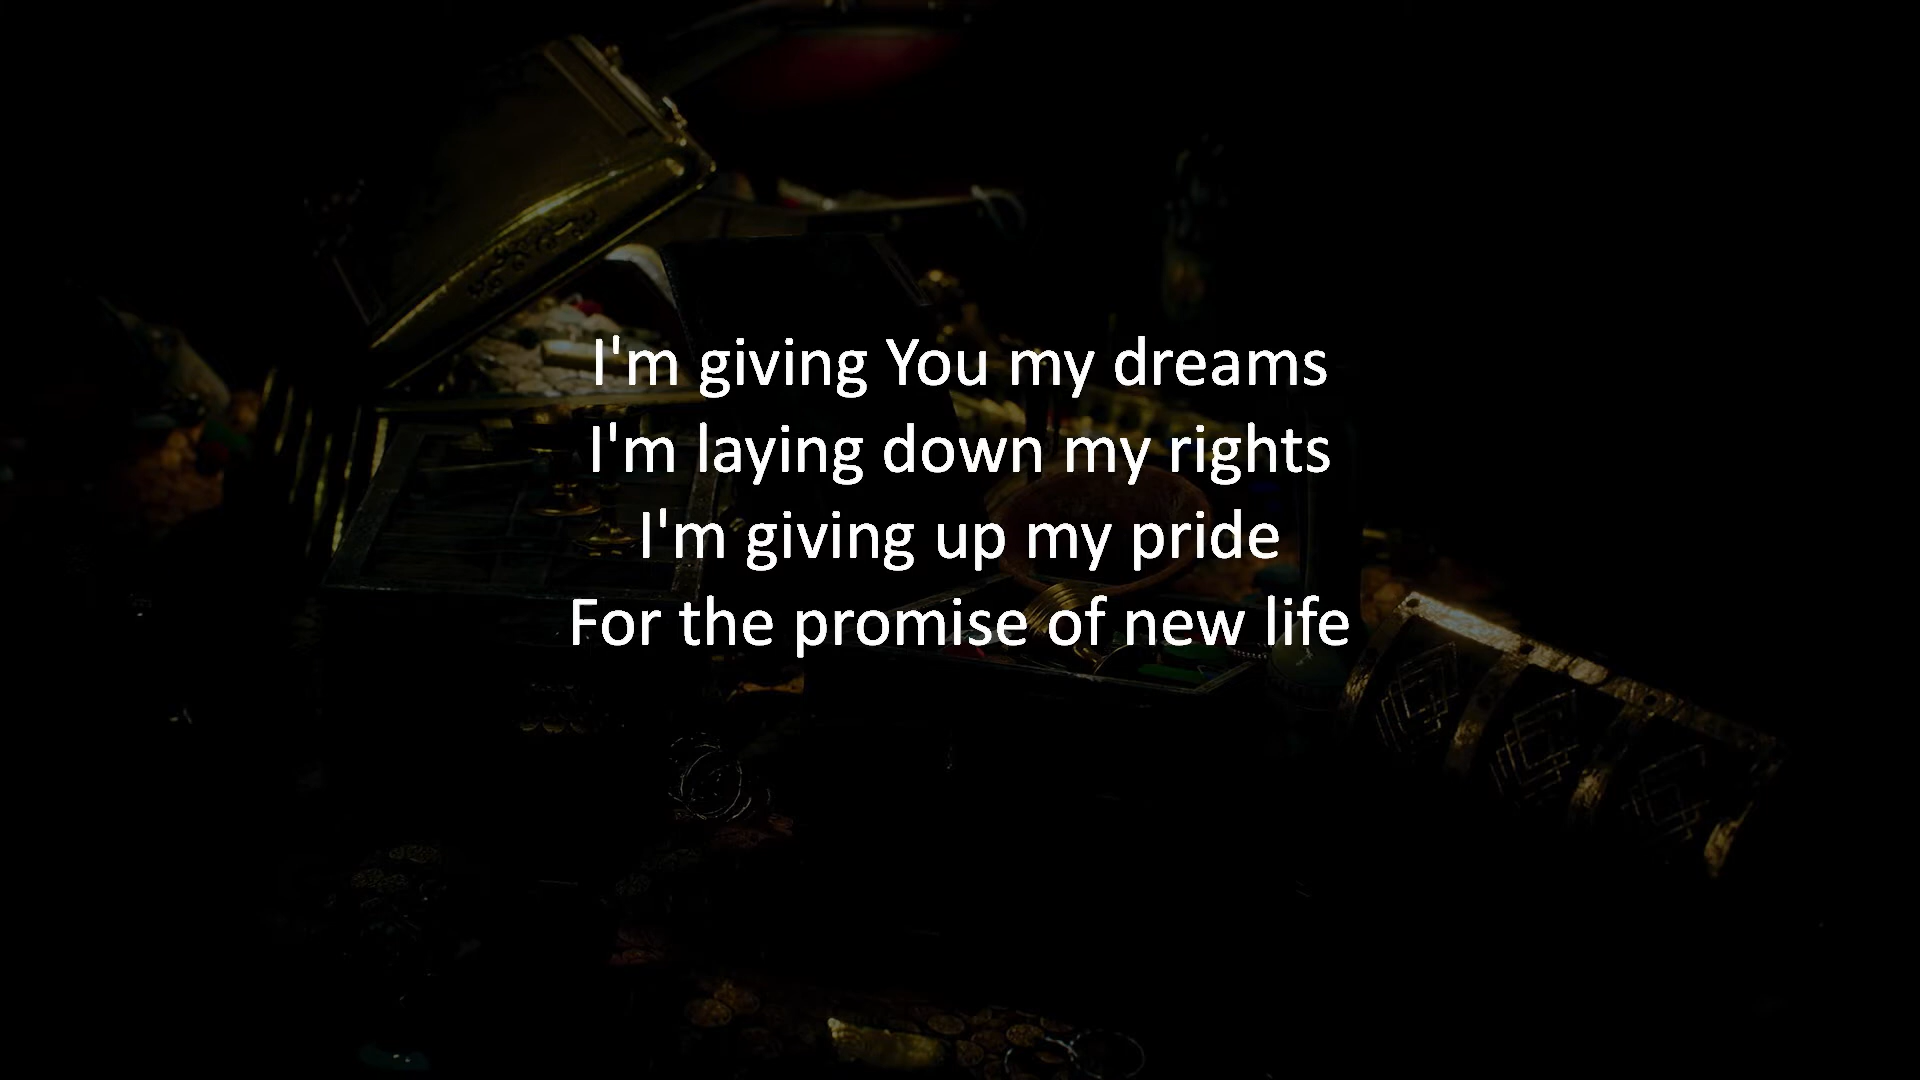 I'm giving You my dreams
I'm laying down my rights
I'm giving up my pride
For the promise of new life